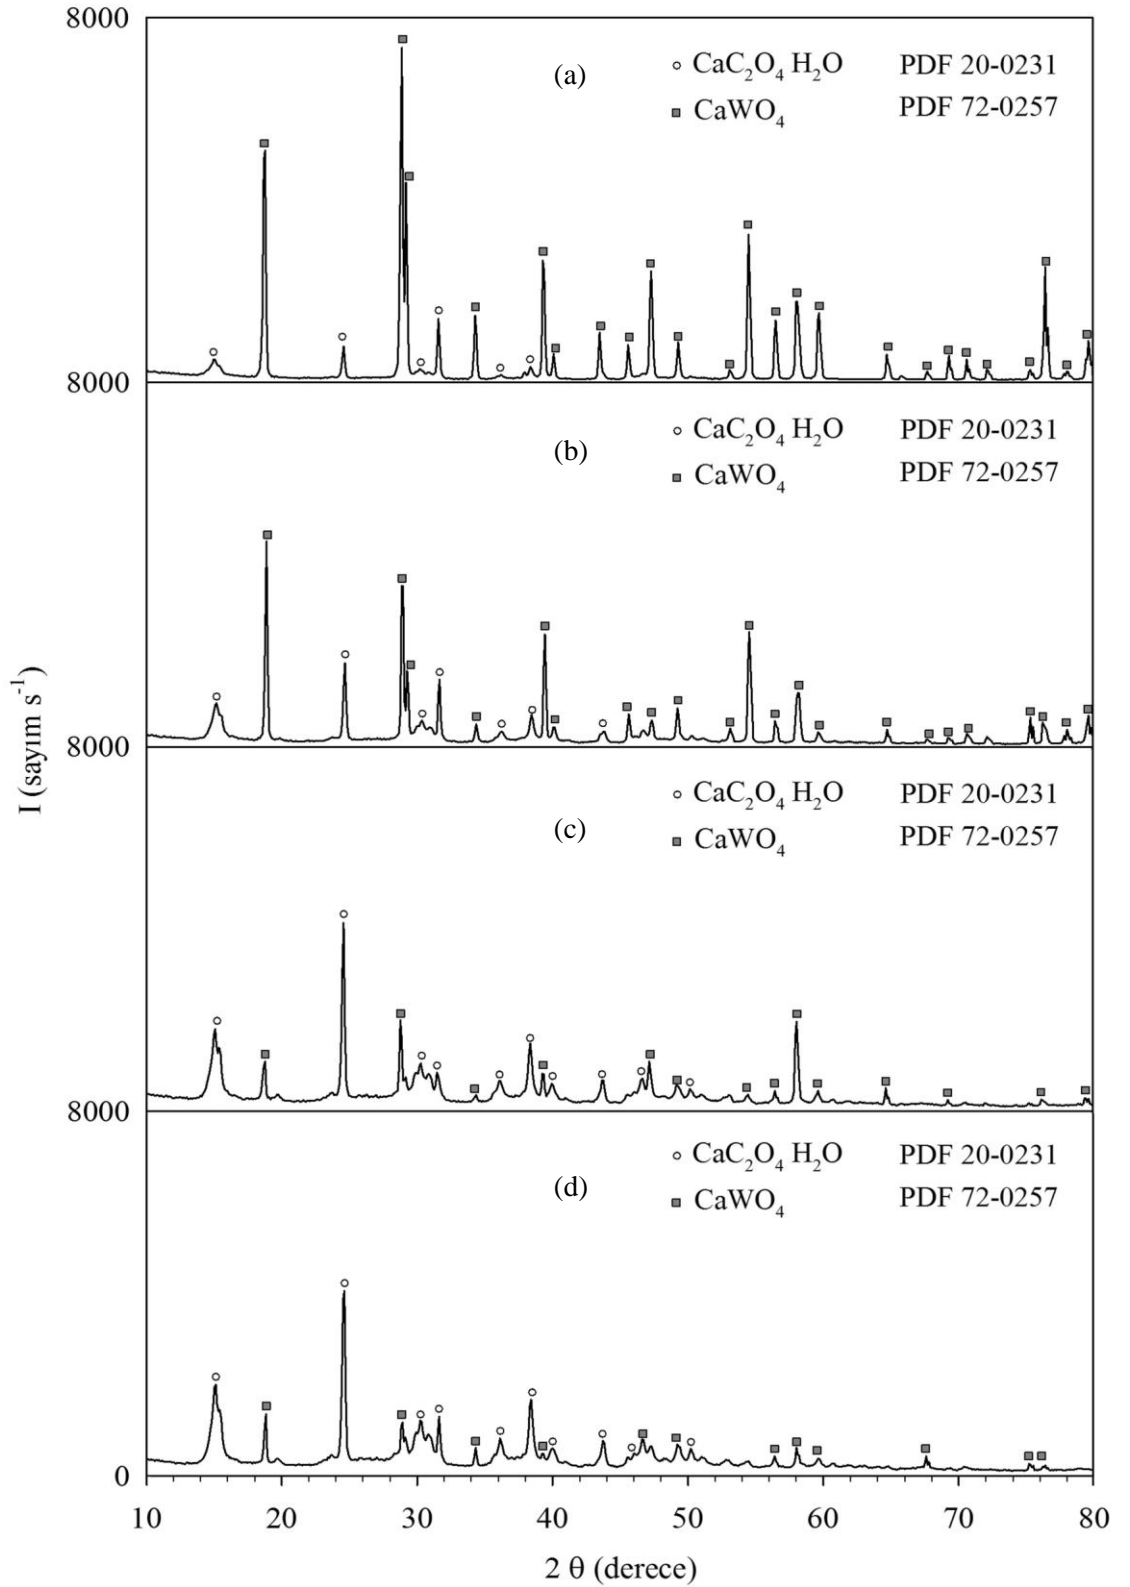 8000
(a)
○ CaC₂O₄ H₂O PDF 20-0231
■ CaWO₄ PDF 72-0257
8000
(b)
○ CaC₂O₄ H₂O PDF 20-0231
■ CaWO₄ PDF 72-0257
8000
(c)
○ CaC₂O₄ H₂O PDF 20-0231
■ CaWO₄ PDF 72-0257
8000
(d)
○ CaC₂O₄ H₂O PDF 20-0231
■ CaWO₄ PDF 72-0257
0
I (sayım s⁻¹)
10 20 30 40 50 60 70 80
2 θ (derece)